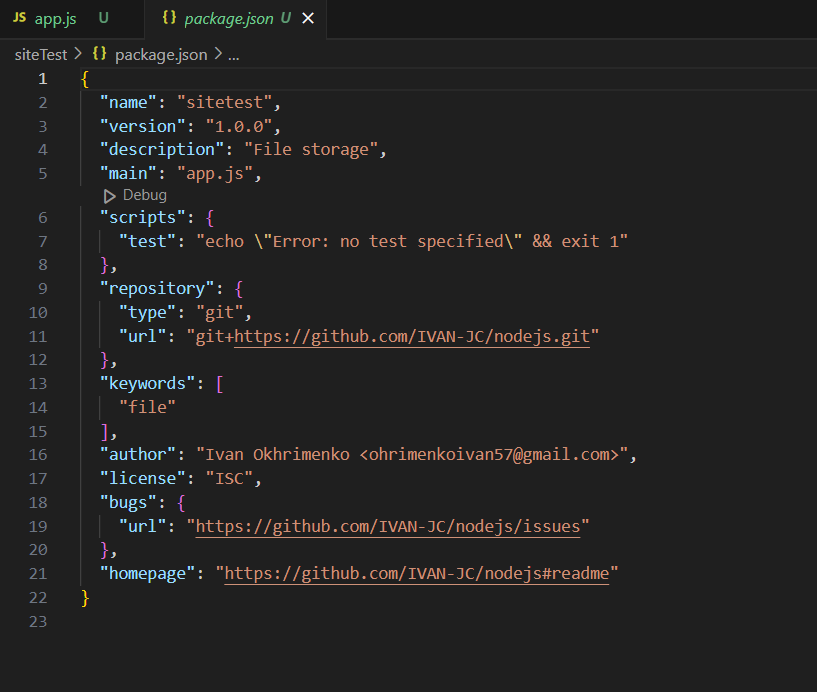 JS app.js U {} package.json U ×
siteTest > {} package.json > ...
1 {
2 "name": "sitetest",
3 "version": "1.0.0",
4 "description": "File storage",
5 "main": "app.js",
Debug
6 "scripts": {
7 "test": "echo \"Error: no test specified\" && exit 1"
8 },
9 "repository": {
10 "type": "git",
11 "url": "git+https://github.com/IVAN-JC/nodejs.git"
12 },
13 "keywords": [
14 "file"
15 ],
16 "author": "Ivan Okhrimenko <ohrimenkoivan57@gmail.com>",
17 "license": "ISC",
18 "bugs": {
19 "url": "https://github.com/IVAN-JC/nodejs/issues"
20 },
21 "homepage": "https://github.com/IVAN-JC/nodejs#readme"
22 }
23